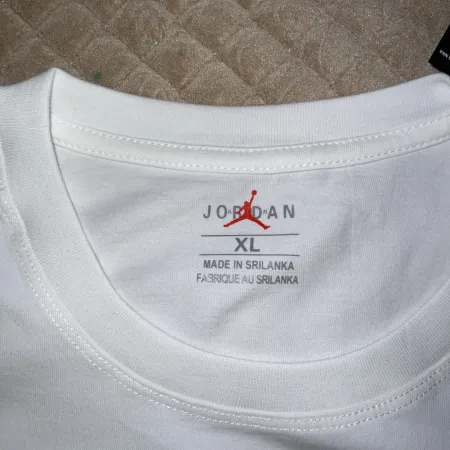 JORDAN
XL
MADE IN SRILANKA
FABRIQUE AU SRILANKA